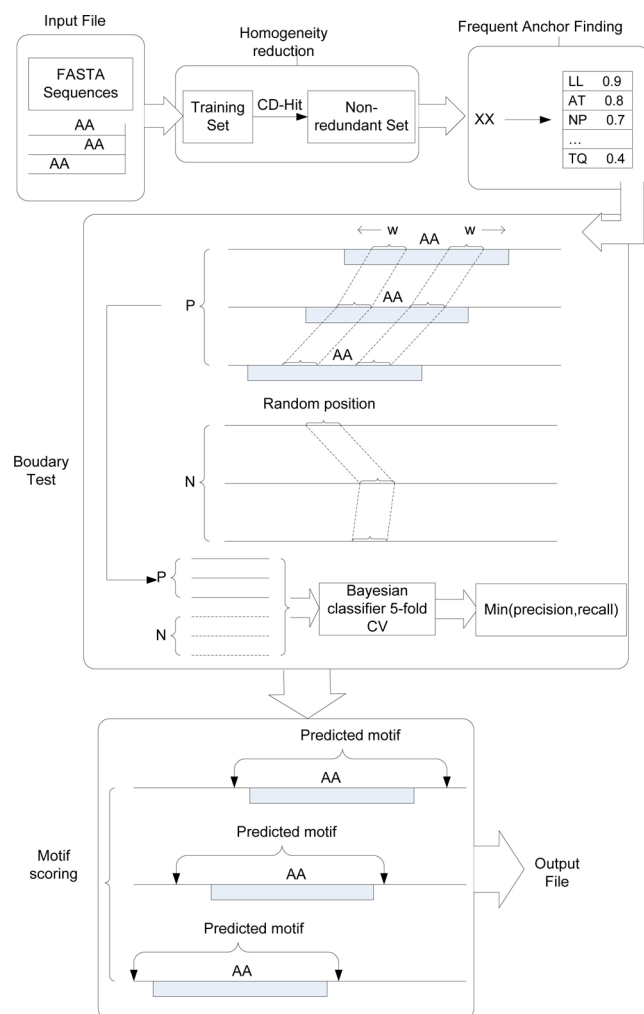 Input File
Homogeneity
reduction
Frequent Anchor Finding
FASTA
Sequences
AA
AA
AA
Training
Set
CD-Hit
Non-
redundant Set
XX
LL 0.9
AT 0.8
NP 0.7
...
TQ 0.4
Boudary
Test
w w
AA
P
AA
AA
Random position
N
P
N
Bayesian
classifier 5-fold
CV
Min(precision,recall)
Motif
scoring
Predicted motif
AA
Predicted motif
AA
Predicted motif
AA
Output
File